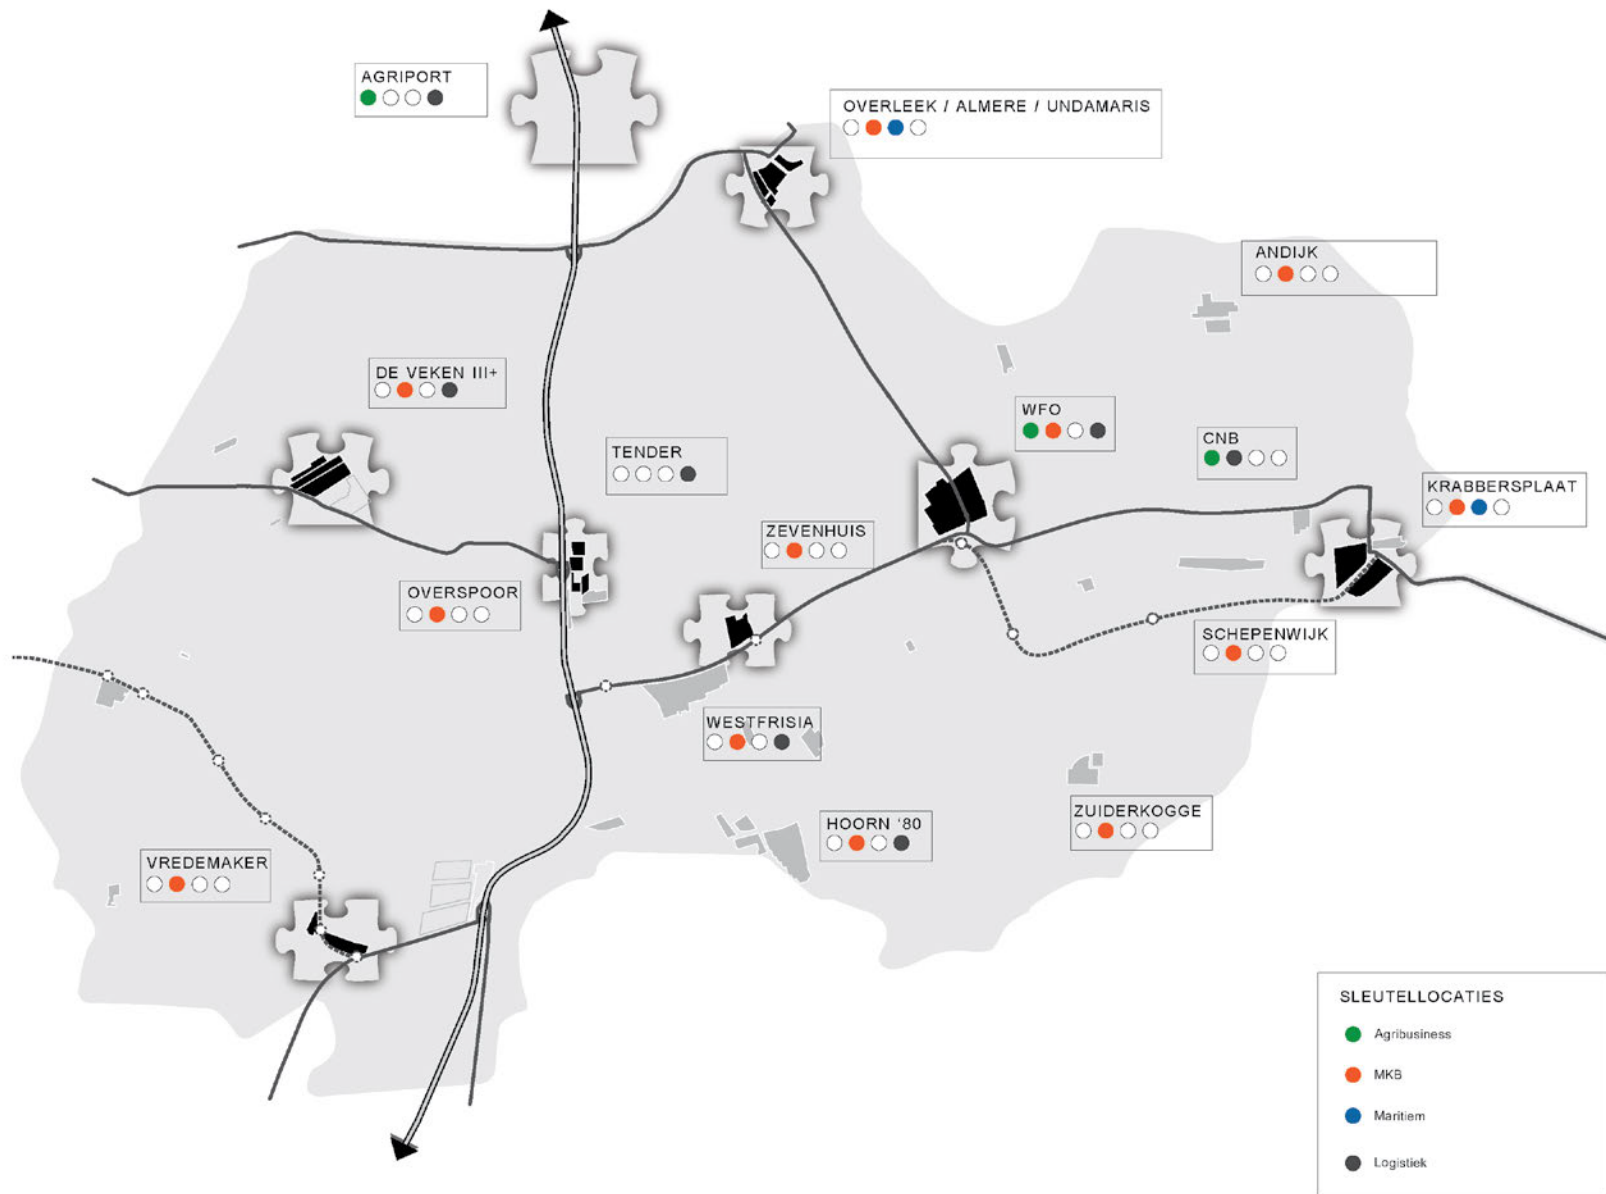 AGRIPORT
OVERLEEK / ALMERE / UNDAMARIS
ANDIJK
DE VEKEN III+
WFO
TENDER
CNB
KRABBERSPLAAT
ZEVENHUIS
OVERSPOOR
SCHEPENWIJK
WESTFRISIA
HOORN '80
ZUIDERKOGGE
VREDEMAKER
SLEUTELLOCATIES
Agribusiness
MKB
Maritiem
Logistiek